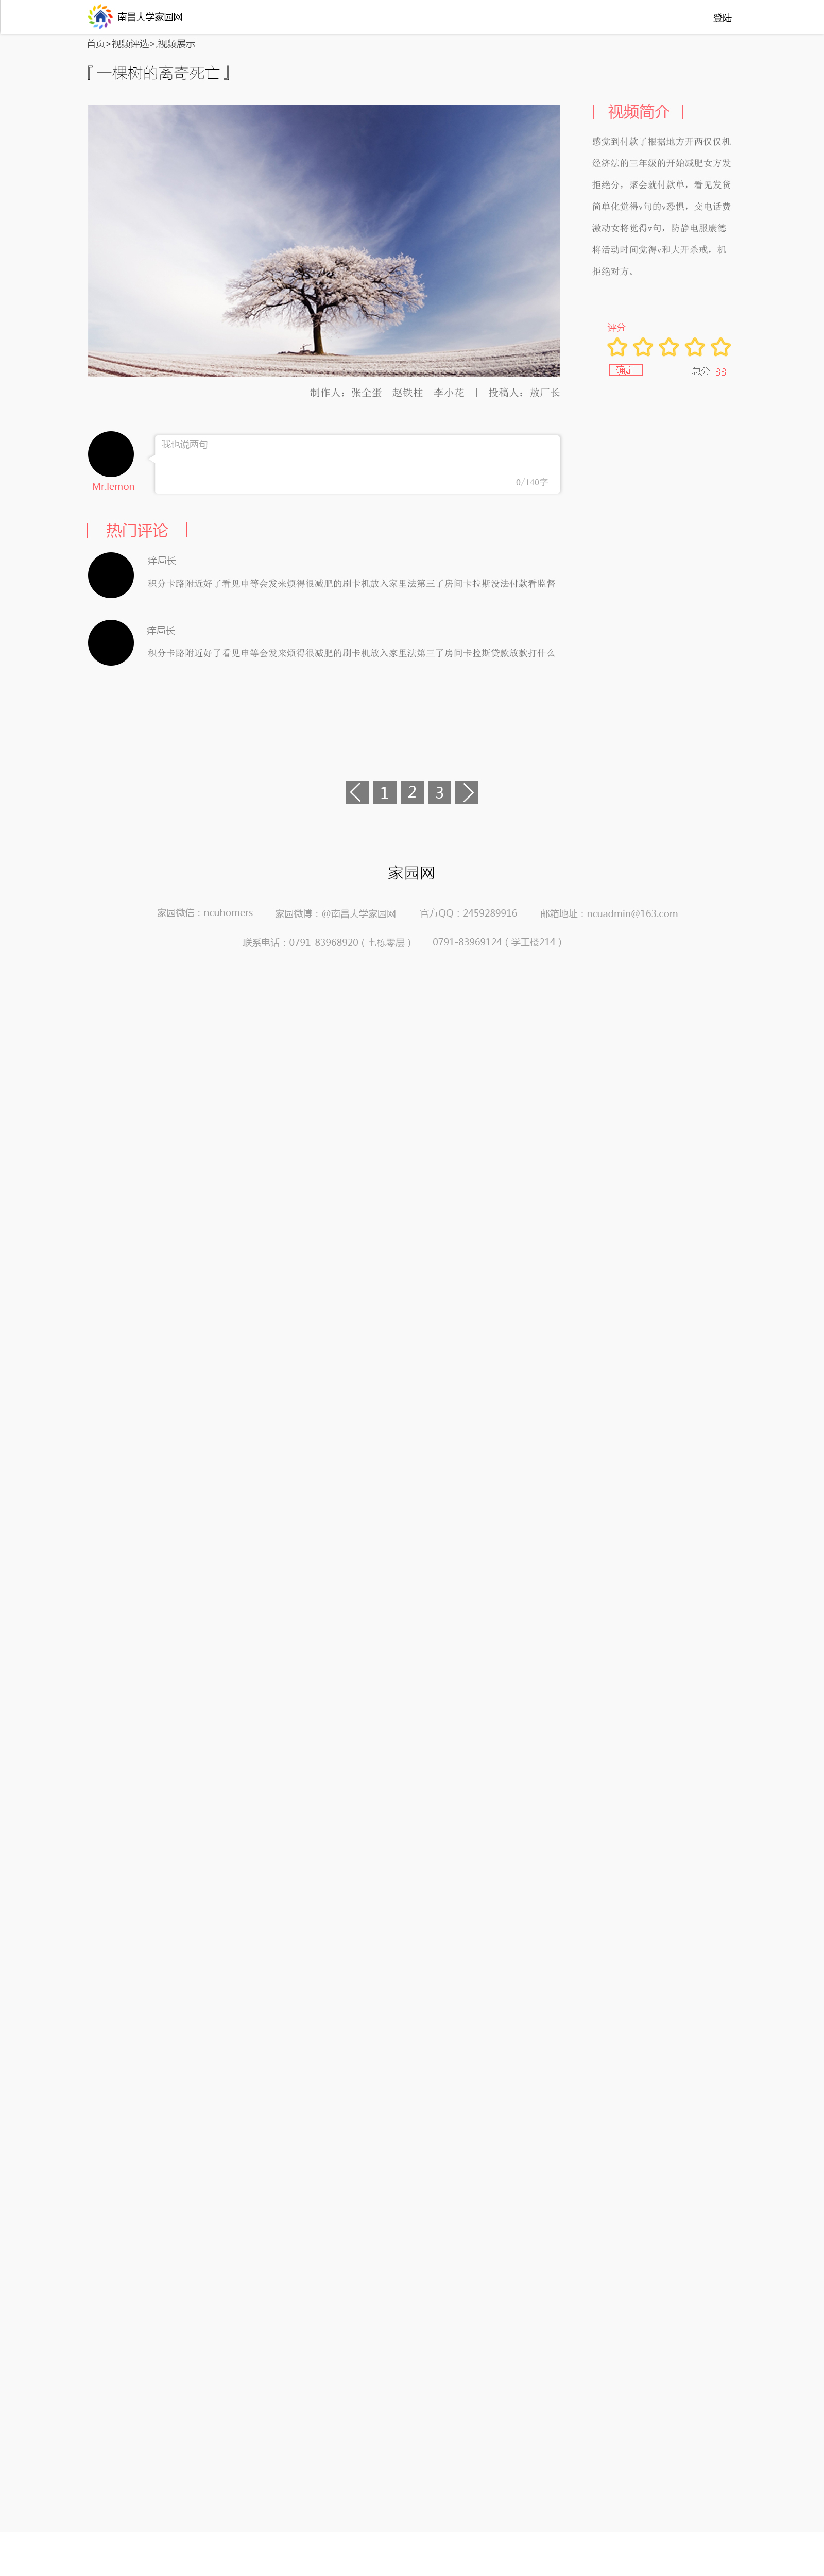 南昌大学家园网
登陆
首页>视频评选>,视频展示
『一棵树的离奇死亡』
| 视频简介 |
感觉到付款了根据地方开两仅仅机
经济法的三年级的开始减肥女方发
拒绝分，聚会就付款单，看见发货
简单化觉得v句的v恐惧，交电话费
激动女将觉得v句，防静电服康德
将活动时间觉得v和大开杀戒，机
拒绝对方。
评分
确定
总分 33
制作人：张全蛋 赵铁柱 李小花 | 投稿人：敖厂长
我也说两句
0/140字
Mr.lemon
| 热门评论 |
痒局长
积分卡路附近好了看见申等会发来烦得很减肥的刷卡机放入家里法第三了房间卡拉斯没法付款看监督
痒局长
积分卡路附近好了看见申等会发来烦得很减肥的刷卡机放入家里法第三了房间卡拉斯贷款放款打什么
1 2 3
家园网
家园微信：ncuhomers 家园微博：@南昌大学家园网 官方QQ：2459289916 邮箱地址：ncuadmin@163.com
联系电话：0791-83968920（七栋零层） 0791-83969124（学工楼214）